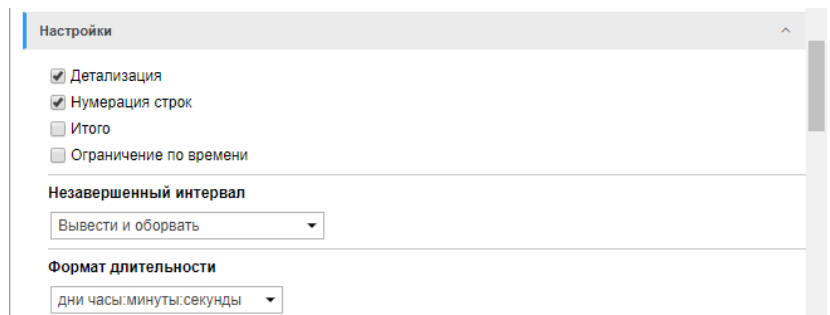 Настройки
Детализация
Нумерация строк
Итого
Ограничение по времени
Незавершенный интервал
Вывести и оборвать
Формат длительности
дни часы:минуты:секунды